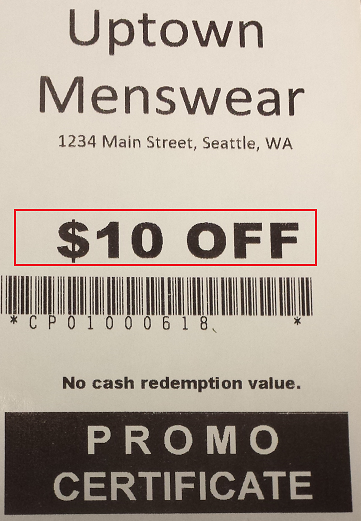 Uptown
Menswear
1234 Main Street, Seattle, WA
$10 OFF
*CP01000618 *
No cash redemption value.
PROMO
CERTIFICATE